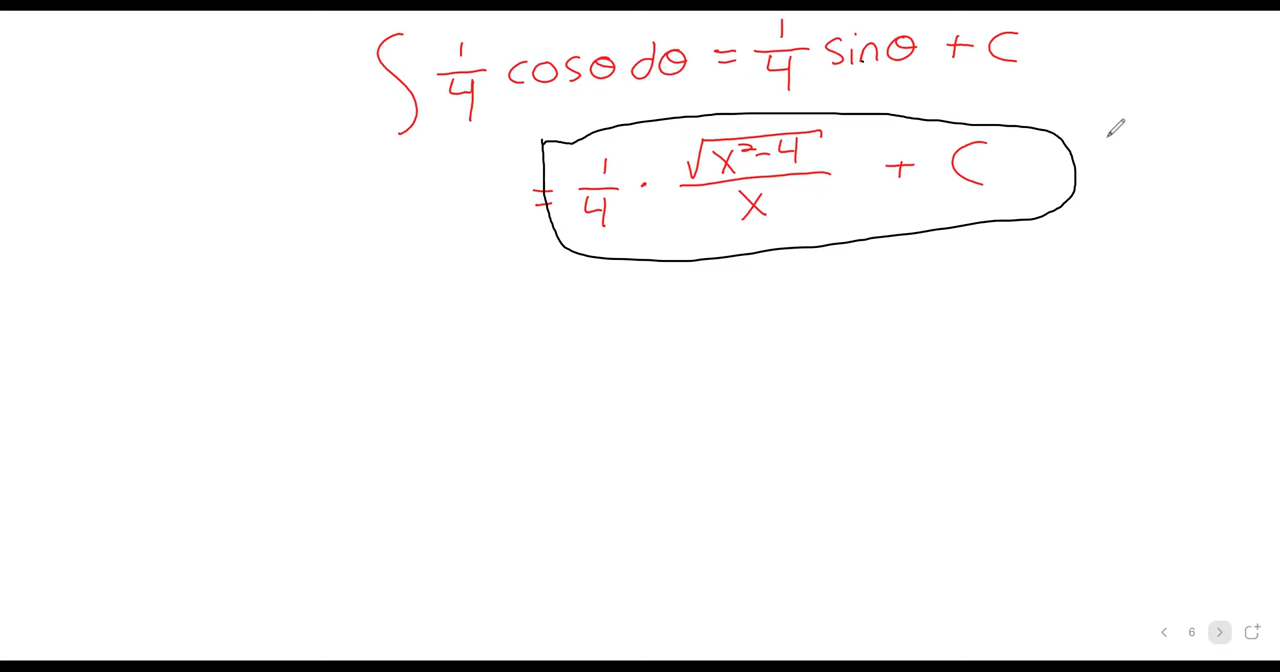 ∫ 1/4 cosθ dθ = 1/4 sinθ + C
= 1/4 · √(x²-4)/x + C
6